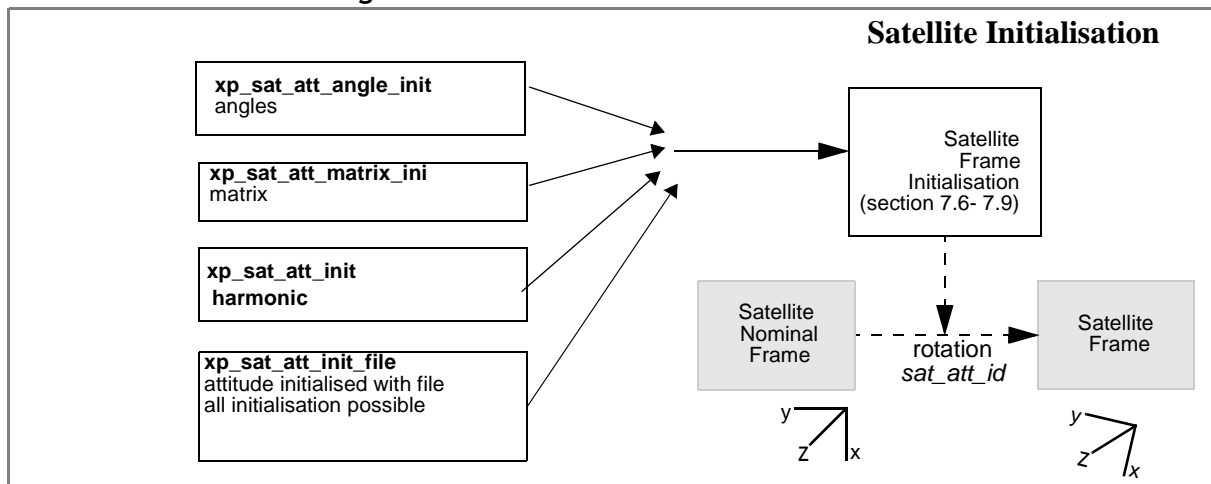 Satellite Initialisation
xp_sat_att_angle_init
angles
xp_sat_att_matrix_ini
matrix
xp_sat_att_init
harmonic
xp_sat_att_init_file
attitude initialised with file
all initialisation possible
Satellite
Frame
Initialisation
(section 7.6- 7.9)
Satellite
Nominal
Frame
rotation
sat_att_id
Satellite
Frame
y
z
x
y
z
x